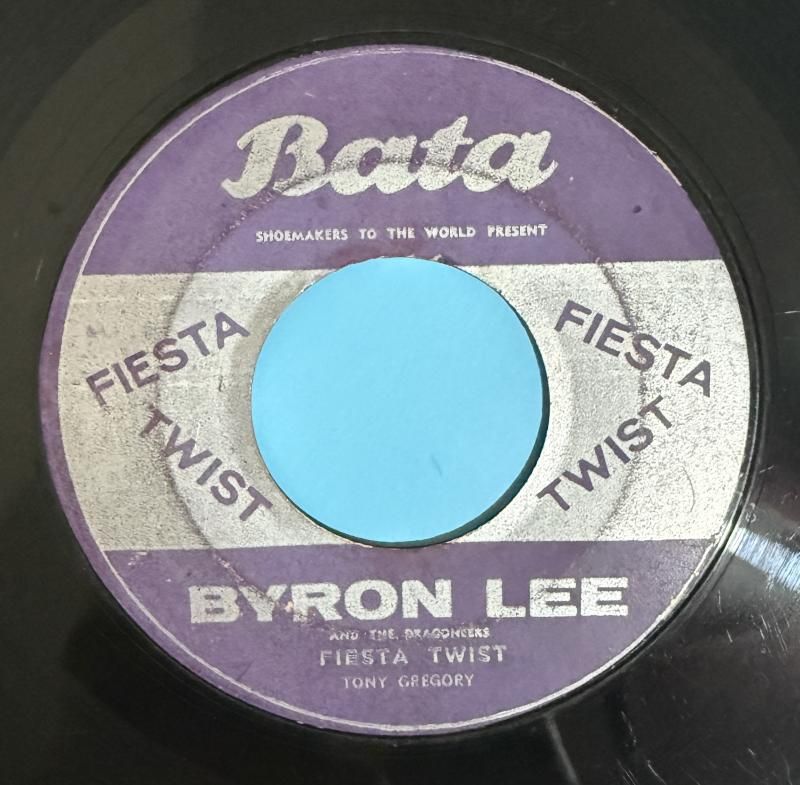 Bata
SHOEMAKERS TO THE WORLD PRESENT
FIESTA
TWIST
FIESTA
TWIST
BYRON LEE
AND THE DRAGONEERS
FIESTA TWIST
TONY GREGORY